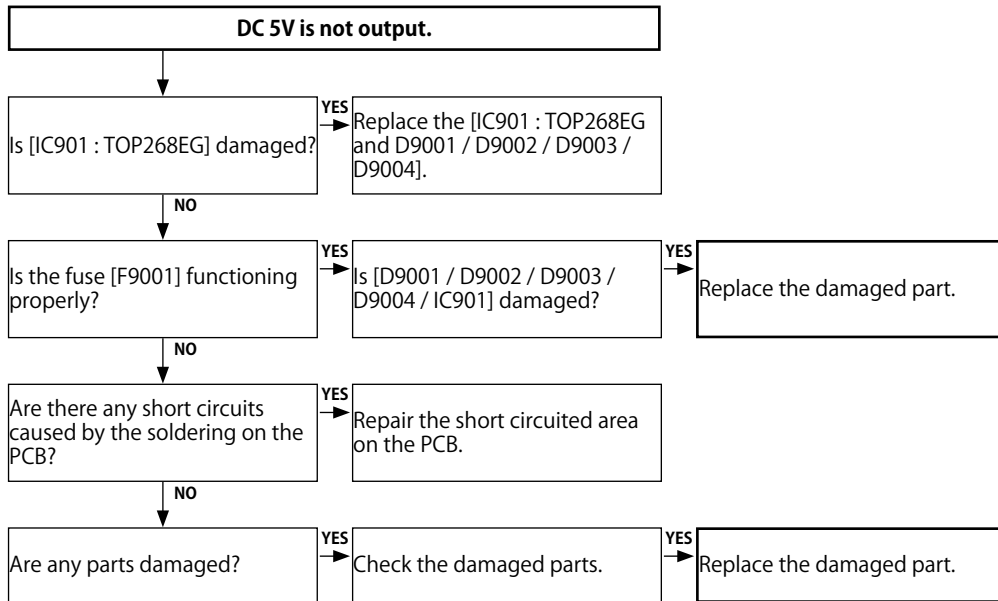 DC 5V is not output.
Is [IC901 : TOP268EG] damaged?
YES
Replace the [IC901 : TOP268EG
and D9001 / D9002 / D9003 /
D9004].
NO
Is the fuse [F9001] functioning
properly?
YES
Is [D9001 / D9002 / D9003 /
D9004 / IC901] damaged?
YES
Replace the damaged part.
NO
Are there any short circuits
caused by the soldering on the
PCB?
YES
Repair the short circuited area
on the PCB.
NO
Are any parts damaged?
YES
Check the damaged parts.
YES
Replace the damaged part.